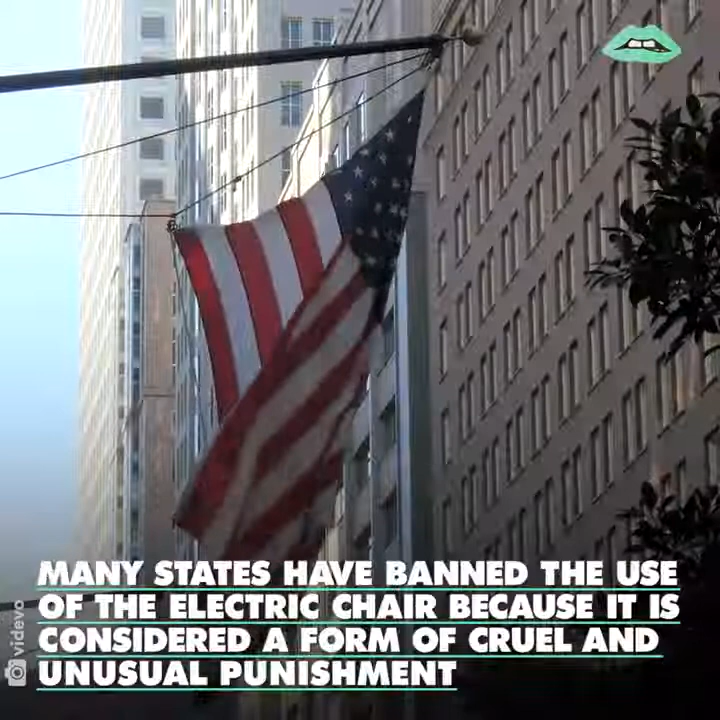 MANY STATES HAVE BANNED THE USE
OF THE ELECTRIC CHAIR BECAUSE IT IS
CONSIDERED A FORM OF CRUEL AND
UNUSUAL PUNISHMENT
videvo